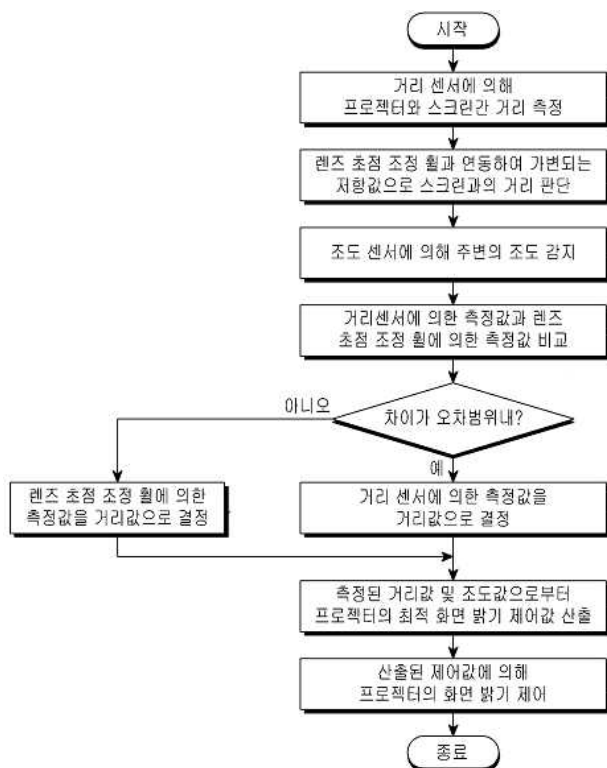 시작
거리 센서에 의해
프로젝터와 스크린간 거리 측정
렌즈 초점 조정 휠과 연동하여 가변되는
저항값으로 스크린과의 거리 판단
조도 센서에 의해 주변의 조도 감지
거리센서에 의한 측정값과 렌즈
초점 조정 휠에 의한 측정값 비교
차이가 오차범위내?
아니오
예
렌즈 초점 조정 휠에 의한
측정값을 거리값으로 결정
거리 센서에 의한 측정값을
거리값으로 결정
측정된 거리값 및 조도값으로부터
프로젝터의 최적 화면 밝기 제어값 산출
산출된 제어값에 의해
프로젝터의 화면 밝기 제어
종료